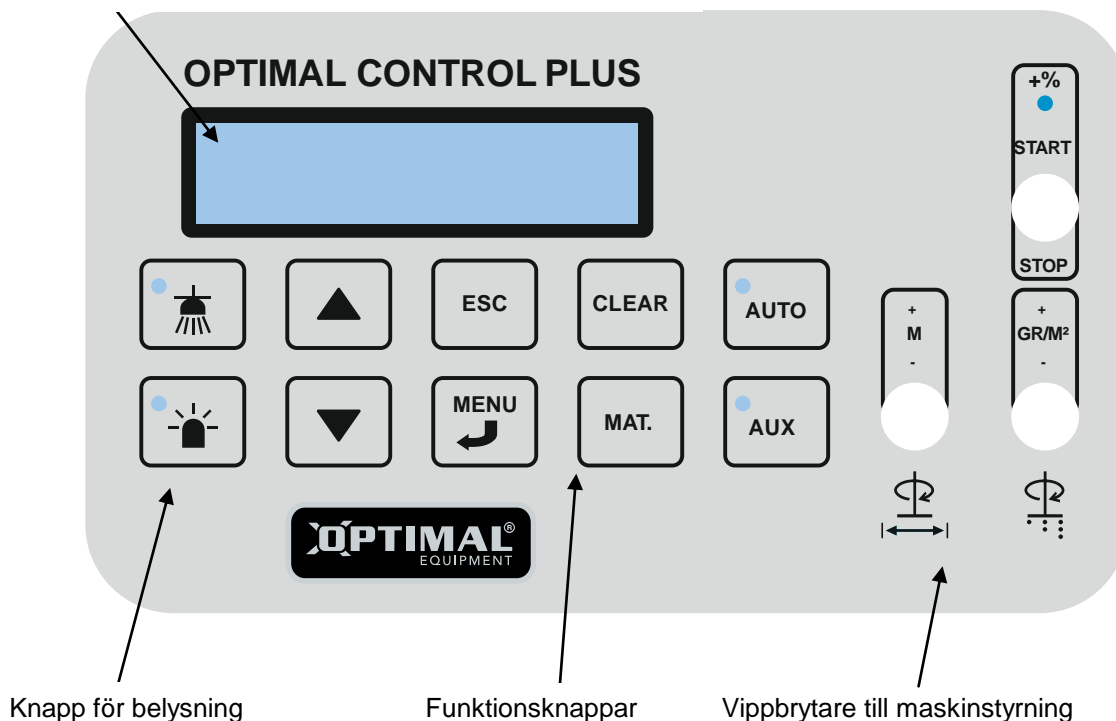 OPTIMAL CONTROL PLUS
+%
START
STOP
ESC
CLEAR
AUTO
+
M
-
+
GR/M²
-
MENU
MAT.
AUX
OPTIMAL®
EQUIPMENT
Knapp för belysning
Funktionsknappar
Vippbrytare till maskinstyrning